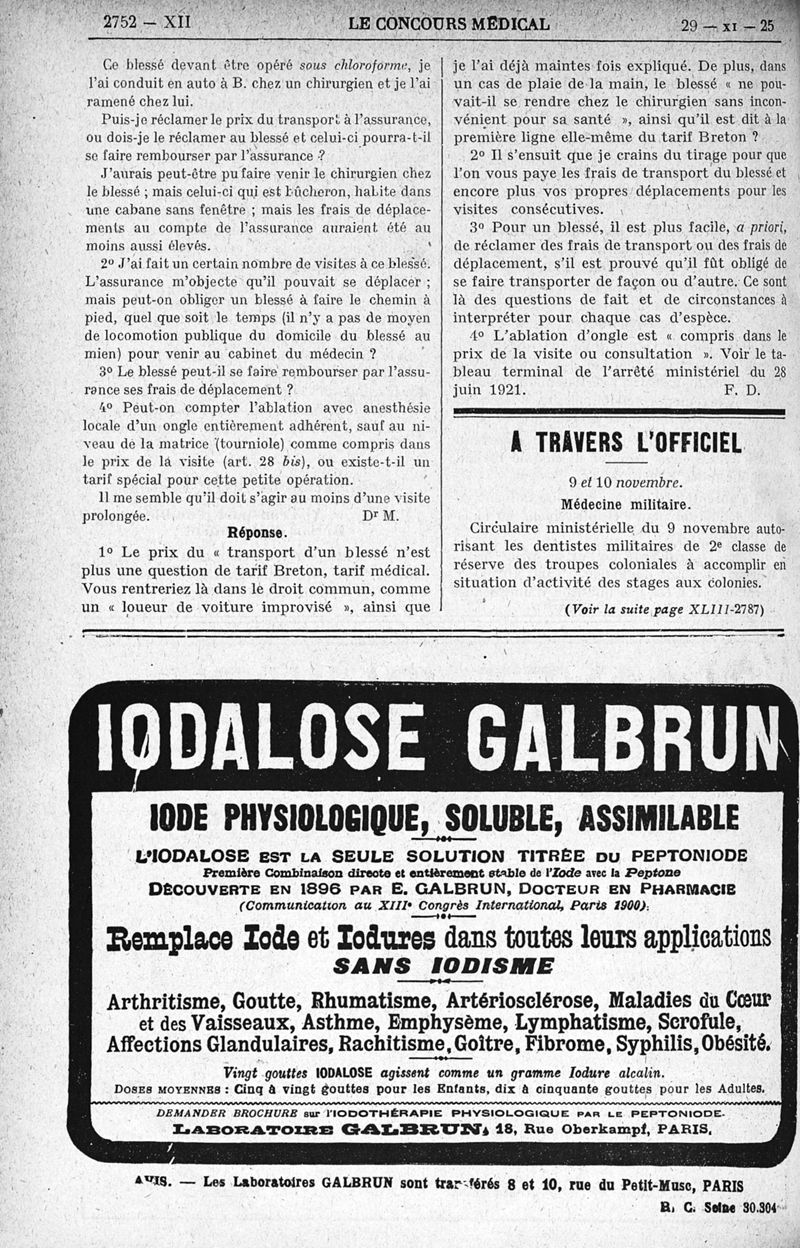 2752 — XII
LE CONCOURS MÉDICAL
29 — XI — 25
Ce blessé devant être opéré sous chloroforme, je
l'ai conduit en auto à B. chez un chirurgien et je l'ai
ramené chez lui.
Puis-je réclamer le prix du transport à l'assurance,
ou dois-je le réclamer au blessé et celui-ci pourra-t-il
se faire rembourser par l'assurance ?
J'aurais peut-être pu faire venir le chirurgien chez
le blessé ; mais celui-ci qui est bûcheron, habite dans
une cabane sans fenêtre ; mais les frais de déplace-
ments au compte de l'assurance auraient été au
moins aussi élevés.
2º J'ai fait un certain nombre de visites à ce blessé.
L'assurance m'objecte qu'il pouvait se déplacer ;
mais peut-on obliger un blessé à faire le chemin à
pied, quel que soit le temps (il n'y a pas de moyen
de locomotion publique du domicile du blessé au
mien) pour venir au cabinet du médecin ?
3º Le blessé peut-il se faire rembourser par l'assu-
rance ses frais de déplacement ?
4º Peut-on compter l'ablation avec anesthésie
locale d'un ongle entièrement adhérent, sauf au ni-
veau de la matrice (tourniole) comme compris dans
le prix de la visite (art. 28 bis), ou existe-t-il un
tarif spécial pour cette petite opération.
Il me semble qu'il doit s'agir au moins d'une visite
prolongée. Dr M.
Réponse.
1º Le prix du « transport d'un blessé n'est
plus une question de tarif Breton, tarif médical.
Vous rentreriez là dans le droit commun, comme
un « loueur de voiture improvisé », ainsi que
je l'ai déjà maintes fois expliqué. De plus, dans
un cas de plaie de la main, le blessé « ne pou-
vait-il se rendre chez le chirurgien sans incon-
vénient pour sa santé », ainsi qu'il est dit à la
première ligne elle-même du tarif Breton ?
2º Il s'ensuit que je crains du tirage pour que
l'on vous paye les frais de transport du blessé et
encore plus vos propres déplacements pour les
visites consécutives.
3º Pour un blessé, il est plus facile, a priori,
de réclamer des frais de transport ou des frais de
déplacement, s'il est prouvé qu'il fût obligé de
se faire transporter de façon ou d'autre. Ce sont
là des questions de fait et de circonstances à
interpréter pour chaque cas d'espèce.
4º L'ablation d'ongle est « compris dans le
prix de la visite ou consultation ». Voir le ta-
bleau terminal de l'arrêté ministériel du 28
juin 1921. F. D.
A TRAVERS L'OFFICIEL
9 et 10 novembre.
Médecine militaire.
Circulaire ministérielle du 9 novembre auto-
risant les dentistes militaires de 2e classe de
réserve des troupes coloniales à accomplir en
situation d'activité des stages aux colonies.
(Voir la suite page XLIII-2787)
IODALOSE GALBRUN
IODE PHYSIOLOGIQUE, SOLUBLE, ASSIMILABLE
L'IODALOSE EST LA SEULE SOLUTION TITRÉE DU PEPTONIODE
Première Combinaison directe et entièrement stable de l'Iode avec la Peptone
DÉCOUVERTE EN 1896 PAR E. GALBRUN, DOCTEUR EN PHARMACIE
(Communication au XIIIe Congrès International, Paris 1900).
Remplace Iode et Iodures dans toutes leurs applications
SANS IODISME
Arthritisme, Goutte, Rhumatisme, Artériosclérose, Maladies du Cœur
et des Vaisseaux, Asthme, Emphysème, Lymphatisme, Scrofule,
Affections Glandulaires, Rachitisme, Goître, Fibrome, Syphilis, Obésité.
Vingt gouttes IODALOSE agissent comme un gramme Iodure alcalin.
DOSES MOYENNES : Cinq à vingt gouttes pour les Enfants, dix à cinquante gouttes pour les Adultes.
DEMANDER BROCHURE sur l'IODOTHÉRAPIE PHYSIOLOGIQUE PAR LE PEPTONIODE.
LABORATOIRE GALBRUN, 18, Rue Oberkampf, PARIS.
AVIS. — Les Laboratoires GALBRUN sont transférés 8 et 10, rue du Petit-Musc, PARIS
R. C. Seine 30.304